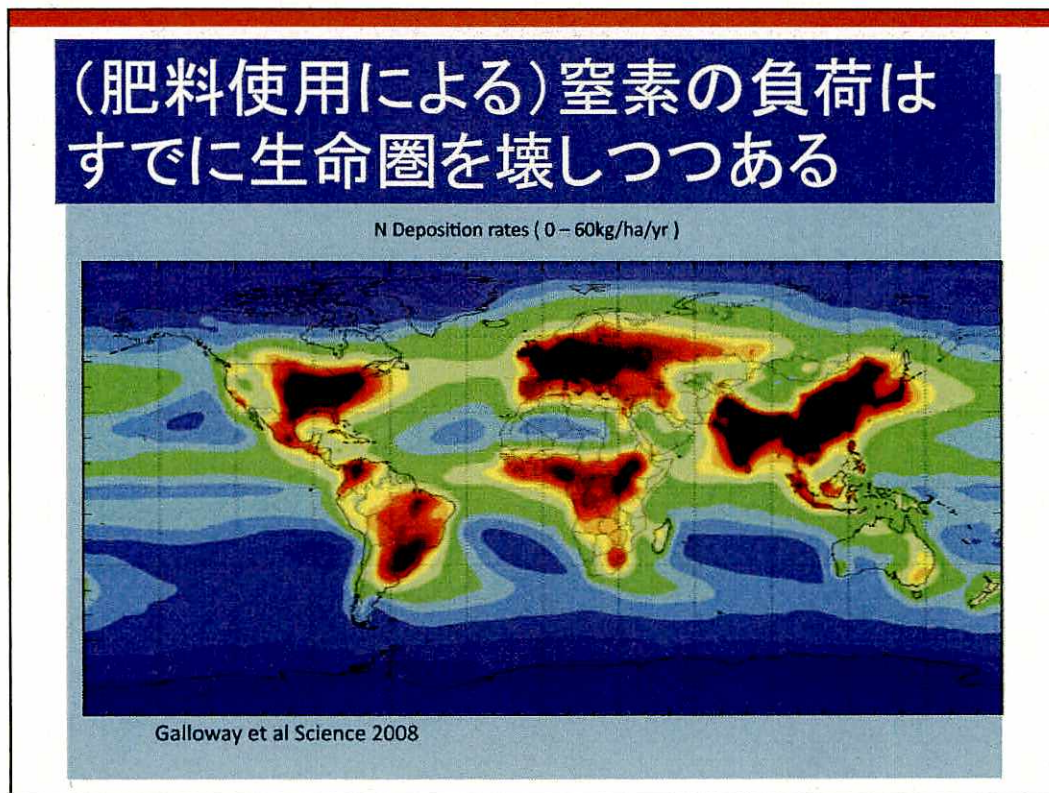 (肥料使用による)窒素の負荷は
すでに生命圏を壊しつつある
N Deposition rates ( 0 – 60kg/ha/yr )
Galloway et al Science 2008